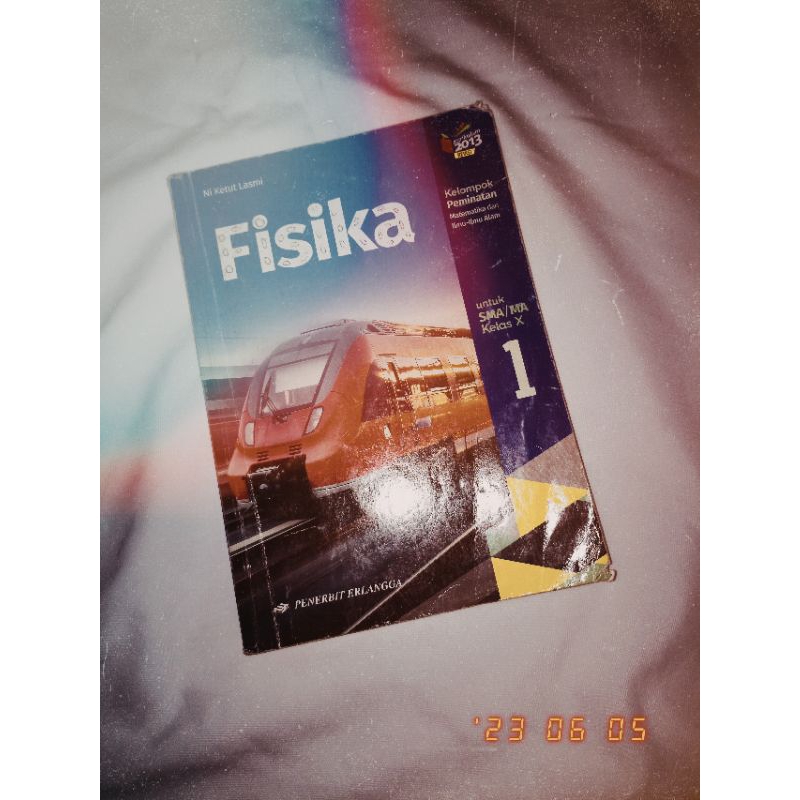 Ni Ketut Lasmi
Fisika
kurikulum
2013
Kelompok
Peminatan
Matematika dan
Ilmu-Ilmu Alam
untuk
SMA/MA
Kelas X
1
PENERBIT ERLANGGA
'23 06 05